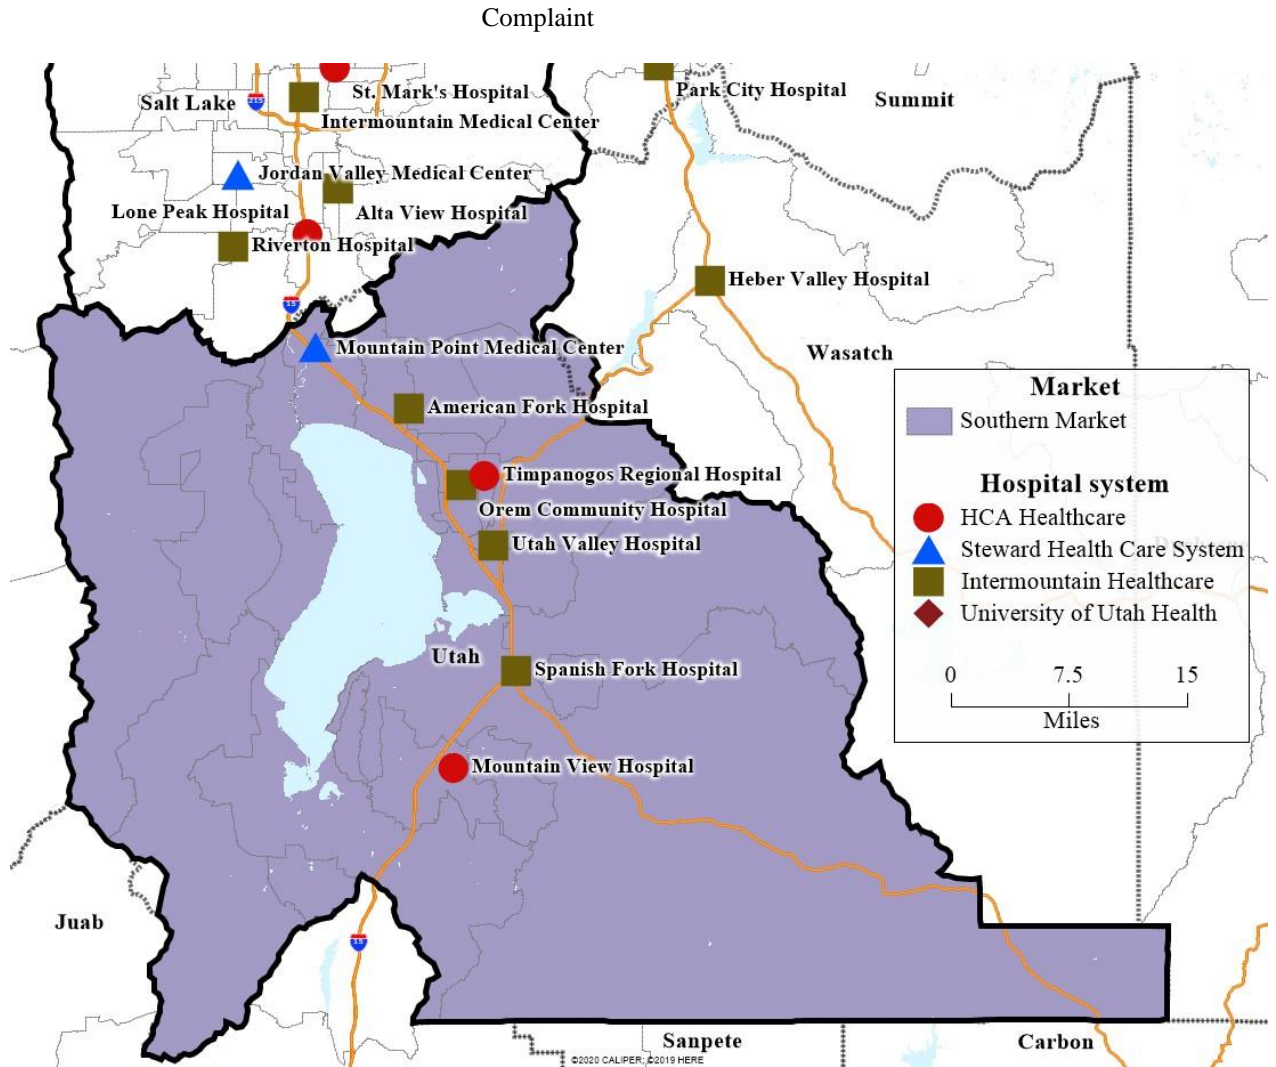 Complaint
St. Mark's Hospital
Salt Lake
215
Intermountain Medical Center
Park City Hospital
Summit
Jordan Valley Medical Center
Lone Peak Hospital
Alta View Hospital
Riverton Hospital
Heber Valley Hospital
15
Mountain Point Medical Center
Wasatch
American Fork Hospital
Market
Southern Market
Timpanogos Regional Hospital
Orem Community Hospital
Utah Valley Hospital
Hospital system
HCA Healthcare
Steward Health Care System
Intermountain Healthcare
University of Utah Health
Utah
Spanish Fork Hospital
0 7.5 15
Miles
Mountain View Hospital
Juab
15
Sanpete
Carbon
©2020 CALIPER; ©2019 HERE